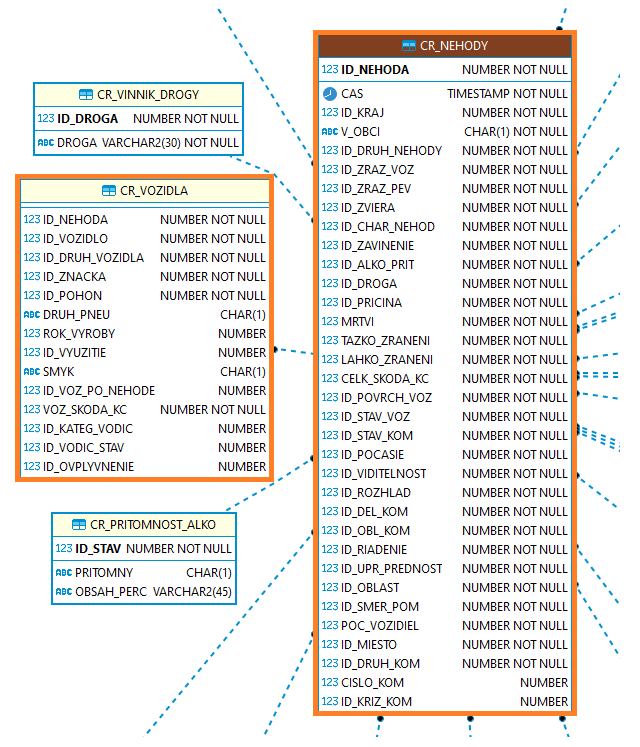 CR_VINNIK_DROGY
123 ID_DROGA NUMBER NOT NULL
ABC DROGA VARCHAR2(30) NOT NULL
CR_VOZIDLA
123 ID_NEHODA NUMBER NOT NULL
123 ID_VOZIDLO NUMBER NOT NULL
123 ID_DRUH_VOZIDLA NUMBER NOT NULL
123 ID_ZNACKA NUMBER NOT NULL
123 ID_POHON NUMBER NOT NULL
ABC DRUH_PNEU CHAR(1)
123 ROK_VYROBY NUMBER
123 ID_VYUZITIE NUMBER
ABC SMYK CHAR(1)
123 ID_VOZ_PO_NEHODE NUMBER
123 VOZ_SKODA_KC NUMBER NOT NULL
123 ID_KATEG_VODIC NUMBER
123 ID_VODIC_STAV NUMBER
123 ID_OVPLYVNENIE NUMBER
CR_PRITOMNOST_ALKO
123 ID_STAV NUMBER NOT NULL
ABC PRITOMNY CHAR(1)
ABC OBSAH_PERC VARCHAR2(45)
CR_NEHODY
123 ID_NEHODA NUMBER NOT NULL
CAS TIMESTAMP NOT NULL
123 ID_KRAJ NUMBER NOT NULL
ABC V_OBCI CHAR(1) NOT NULL
123 ID_DRUH_NEHODY NUMBER NOT NULL
123 ID_ZRAZ_VOZ NUMBER NOT NULL
123 ID_ZRAZ_PEV NUMBER NOT NULL
123 ID_ZVIERA NUMBER NOT NULL
123 ID_CHAR_NEHOD NUMBER NOT NULL
123 ID_ZAVINENIE NUMBER NOT NULL
123 ID_ALKO_PRIT NUMBER NOT NULL
123 ID_DROGA NUMBER NOT NULL
123 ID_PRICINA NUMBER NOT NULL
123 MRTVI NUMBER NOT NULL
123 TAZKO_ZRANENI NUMBER NOT NULL
123 LAHKO_ZRANENI NUMBER NOT NULL
123 CELK_SKODA_KC NUMBER NOT NULL
123 ID_POVRCH_VOZ NUMBER NOT NULL
123 ID_STAV_VOZ NUMBER NOT NULL
123 ID_STAV_KOM NUMBER NOT NULL
123 ID_POCASIE NUMBER NOT NULL
123 ID_VIDITELNOST NUMBER NOT NULL
123 ID_ROZHLAD NUMBER NOT NULL
123 ID_DEL_KOM NUMBER NOT NULL
123 ID_OBL_KOM NUMBER NOT NULL
123 ID_RIADENIE NUMBER NOT NULL
123 ID_UPR_PREDNOST NUMBER NOT NULL
123 ID_OBLAST NUMBER NOT NULL
123 ID_SMER_POM NUMBER NOT NULL
123 POC_VOZIDIEL NUMBER NOT NULL
123 ID_MIESTO NUMBER NOT NULL
123 ID_DRUH_KOM NUMBER NOT NULL
123 CISLO_KOM NUMBER
123 ID_KRIZ_KOM NUMBER